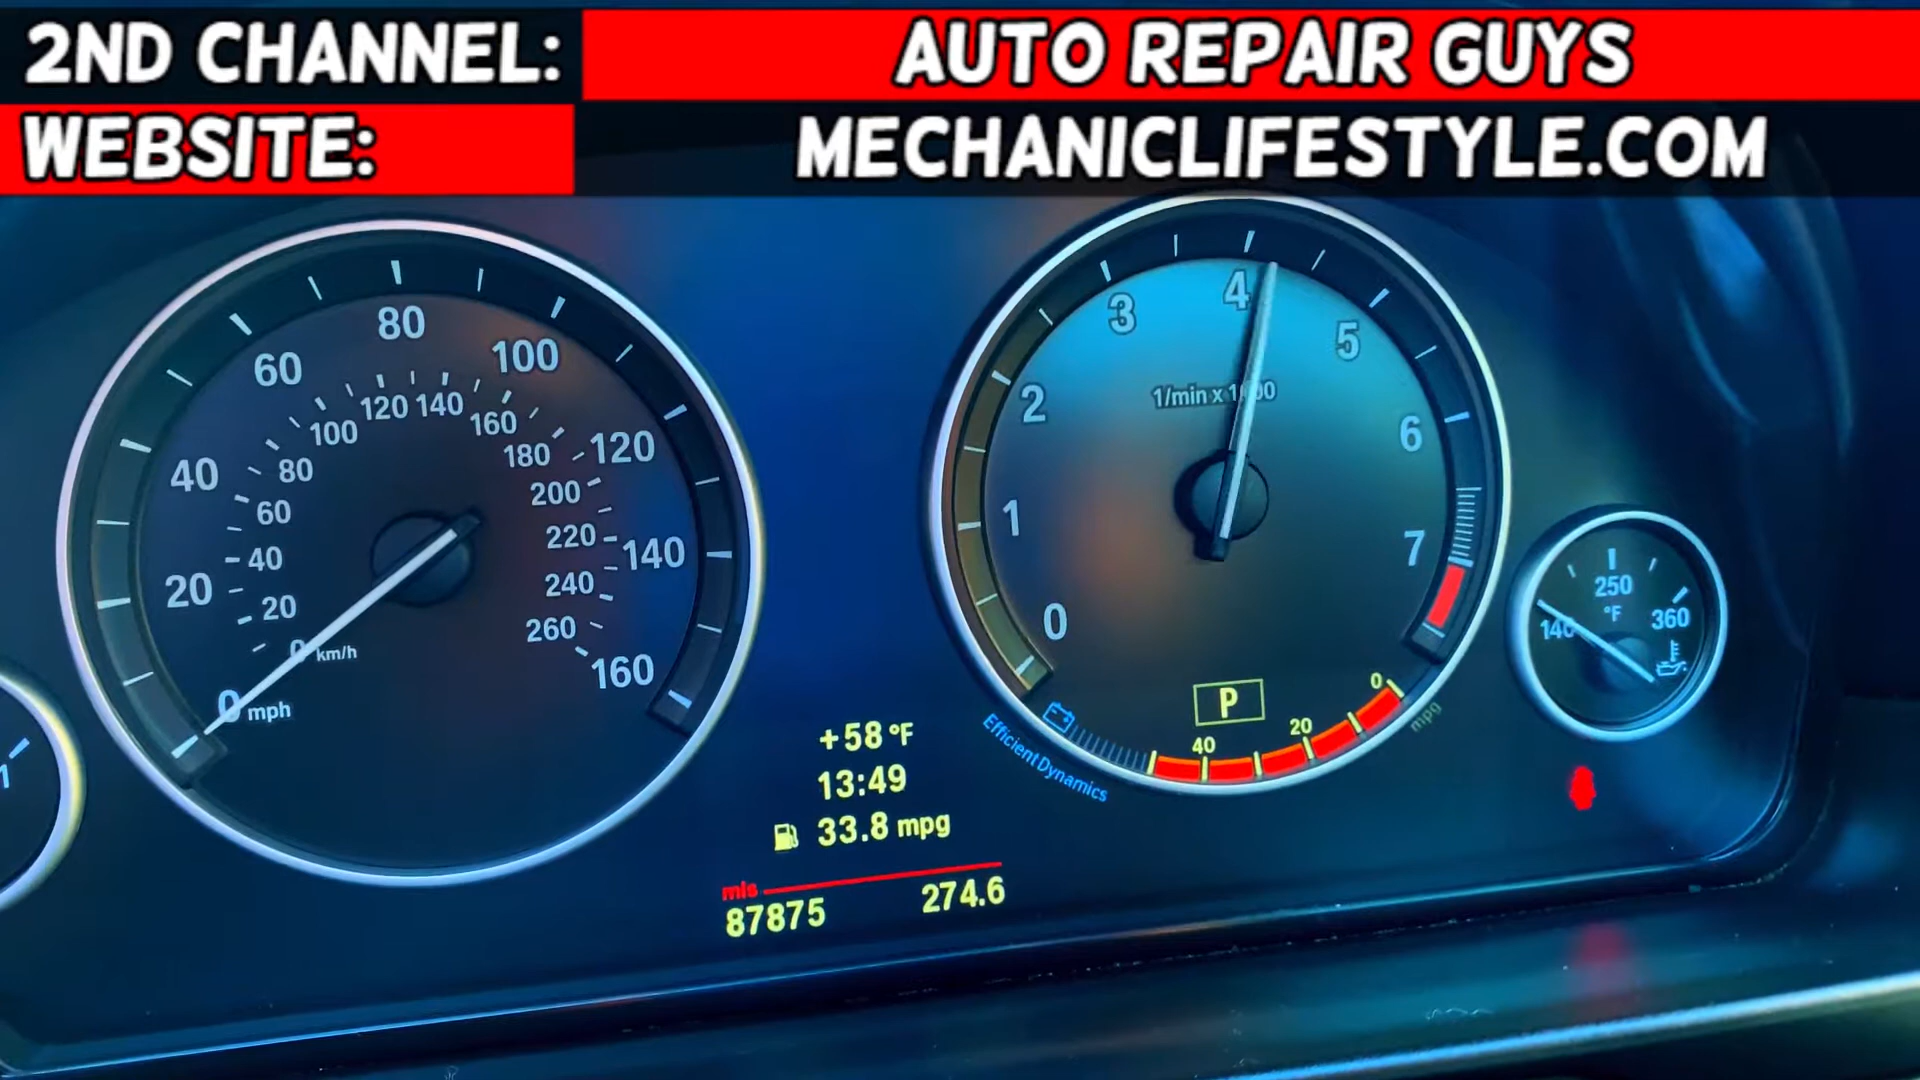 2ND CHANNEL: AUTO REPAIR GUYS
WEBSITE: MECHANICLIFESTYLE.COM
0 20 40 60 80 100 120 140 160
mph
0 20 40 60 80 100 120 140 160 180 200 220 240 260
km/h
0 1 2 3 4 5 6 7
1/min x 1000
P
40 20 0
mpg
EfficientDynamics
140 250 360
°F
1
+58 °F
13:49
33.8 mpg
mls
87875 274.6